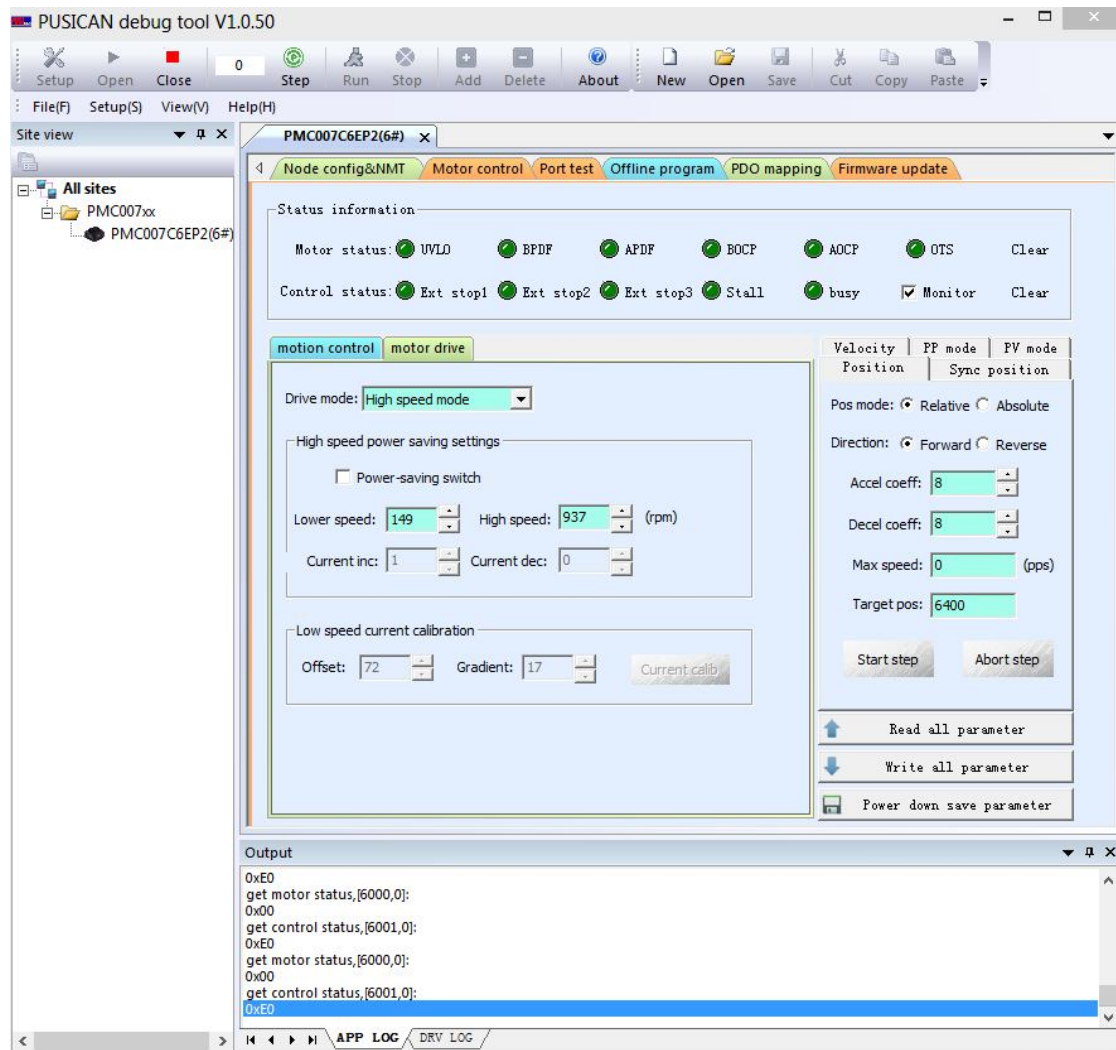 PUSICAN debug tool V1.0.50
Setup Open Close 0 Step Run Stop Add Delete About New Open Save Cut Copy Paste
File(F) Setup(S) View(V) Help(H)
Site view
All sites
PMC007xx
PMC007C6EP2(6#)
PMC007C6EP2(6#)
Node config&NMT Motor control Port test Offline program PDO mapping Firmware update
Status information
Motor status: UVLO BPDF APDF BOCP AOCP OTS Clear
Control status: Ext stop1 Ext stop2 Ext stop3 Stall busy Monitor Clear
motion control motor drive
Drive mode: High speed mode
High speed power saving settings
Power-saving switch
Lower speed: 149 High speed: 937 (rpm)
Current inc: 1 Current dec: 0
Low speed current calibration
Offset: 72 Gradient: 17 Current calib
Velocity PP mode PV mode
Position Sync position
Pos mode: Relative Absolute
Direction: Forward Reverse
Accel coeff: 8
Decel coeff: 8
Max speed: 0 (pps)
Target pos: 6400
Start step Abort step
Read all parameter
Write all parameter
Power down save parameter
Output
0xE0
get motor status,[6000,0]:
0x00
get control status,[6001,0]:
0xE0
get motor status,[6000,0]:
0x00
get control status,[6001,0]:
0xE0
APP LOG DRV LOG